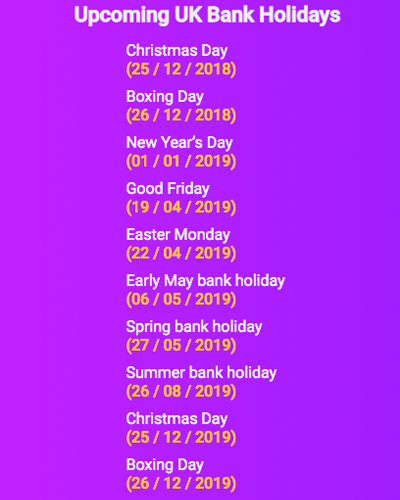 Upcoming UK Bank Holidays
Christmas Day
(25 / 12 / 2018)
Boxing Day
(26 / 12 / 2018)
New Year's Day
(01 / 01 / 2019)
Good Friday
(19 / 04 / 2019)
Easter Monday
(22 / 04 / 2019)
Early May bank holiday
(06 / 05 / 2019)
Spring bank holiday
(27 / 05 / 2019)
Summer bank holiday
(26 / 08 / 2019)
Christmas Day
(25 / 12 / 2019)
Boxing Day
(26 / 12 / 2019)